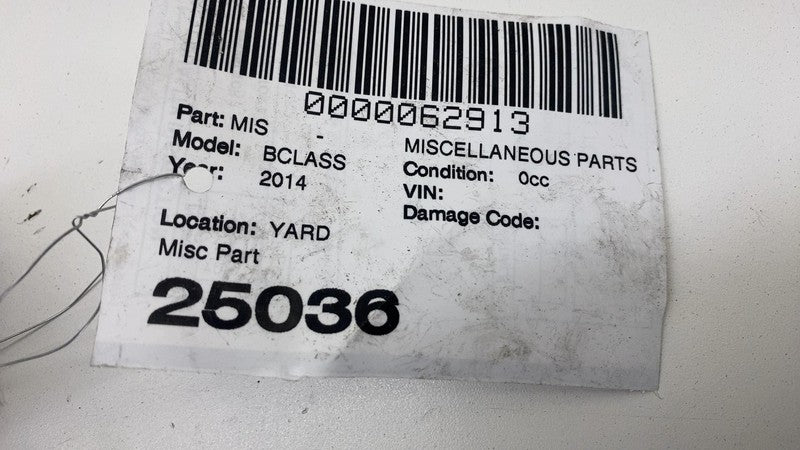 0000062913
Part: MIS - MISCELLANEOUS PARTS
Model: BCLASS Condition: 0cc
Year: 2014 VIN:
Damage Code:
Location: YARD
Misc Part
25036